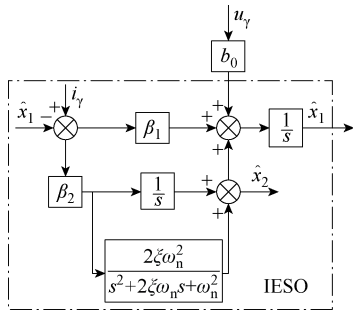 u_γ
b_0
i_γ
x̂_1
+
−
β_1
+
+
+
1/s
x̂_1
β_2
1/s
+
+
x̂_2
2ξω_n^2/(s^2+2ξω_n s+ω_n^2)
IESO